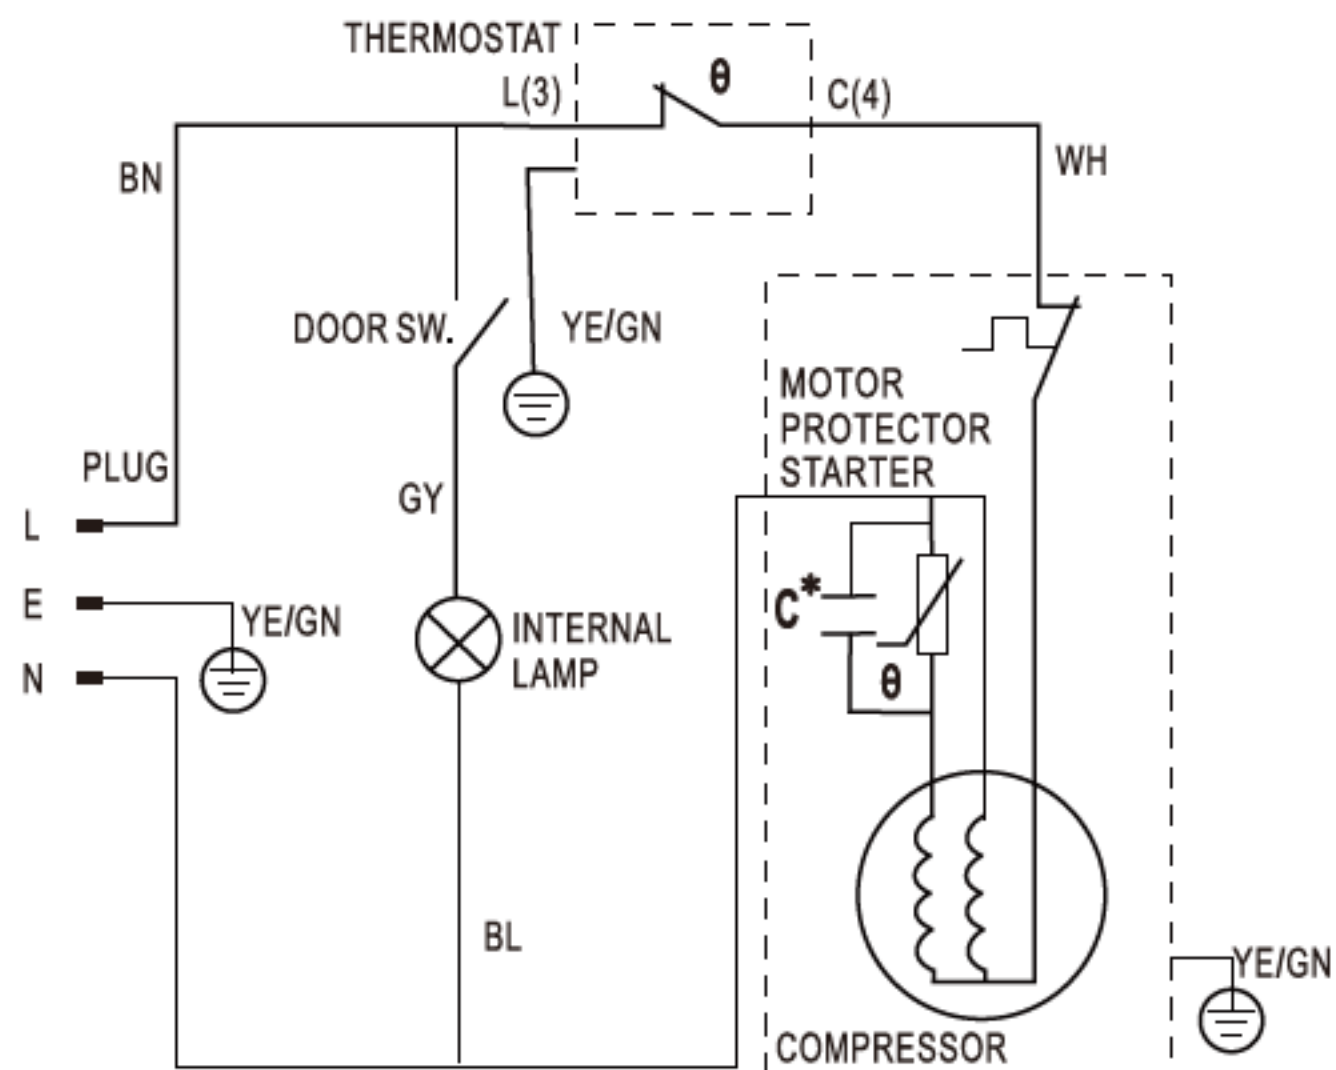 THERMOSTAT
θ
L(3)
C(4)
BN
WH
DOOR SW.
YE/GN
MOTOR
PROTECTOR
STARTER
PLUG
GY
L
E
YE/GN
C*
INTERNAL
LAMP
N
θ
BL
YE/GN
COMPRESSOR